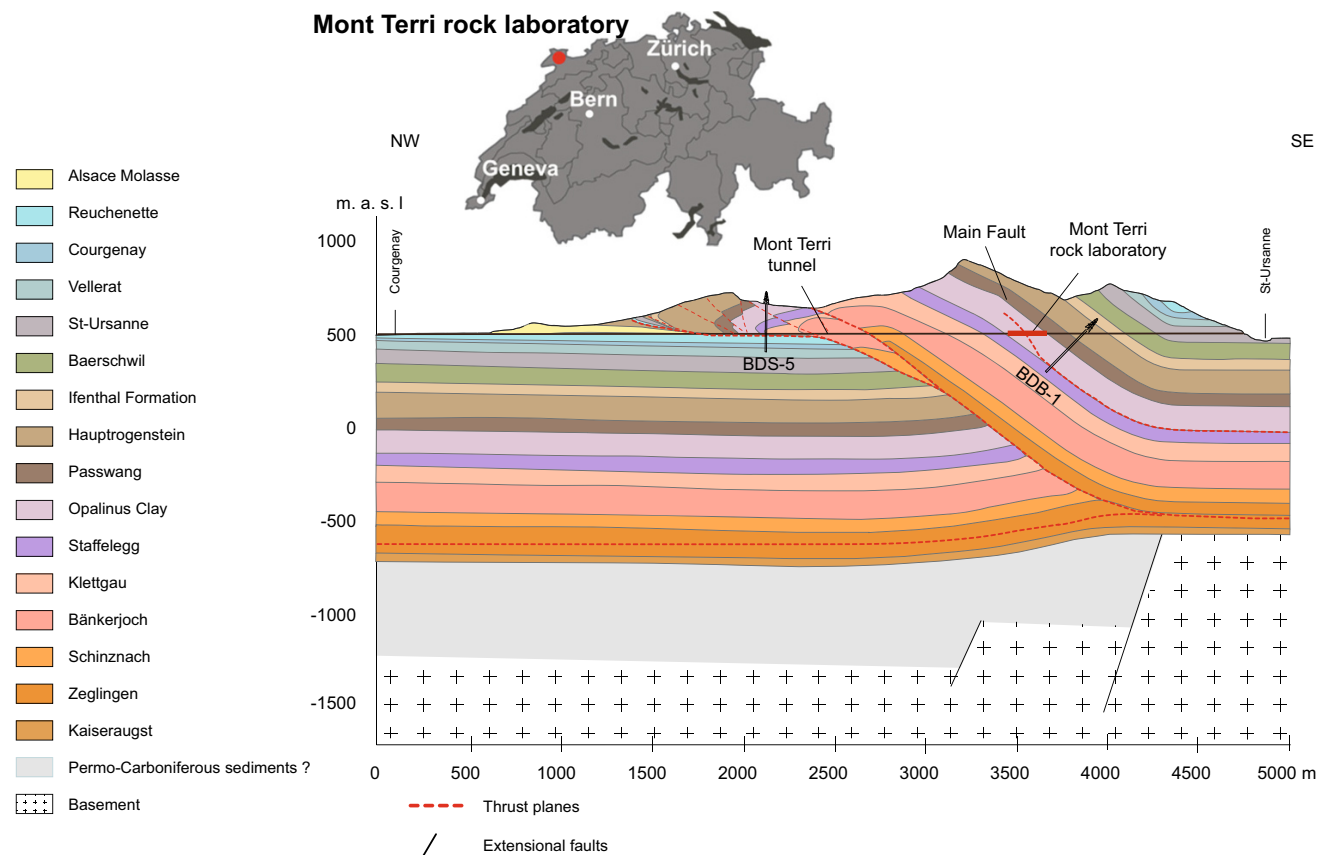 Mont Terri rock laboratory
Zürich
Bern
Geneva
NW
SE
Alsace Molasse
Reuchenette
Courgenay
Vellerat
St-Ursanne
Baerschwil
Ifenthal Formation
Hauptrogenstein
Passwang
Opalinus Clay
Staffelegg
Klettgau
Bänkerjoch
Schinznach
Zeglingen
Kaiseraugst
Permo-Carboniferous sediments ?
Basement
m. a. s. l
1000
500
0
-500
-1000
-1500
Courgenay
Mont Terri
tunnel
Main Fault
Mont Terri
rock laboratory
St-Ursanne
BDS-5
BDB-1
0
500
1000
1500
2000
2500
3000
3500
4000
4500
5000 m
Thrust planes
Extensional faults